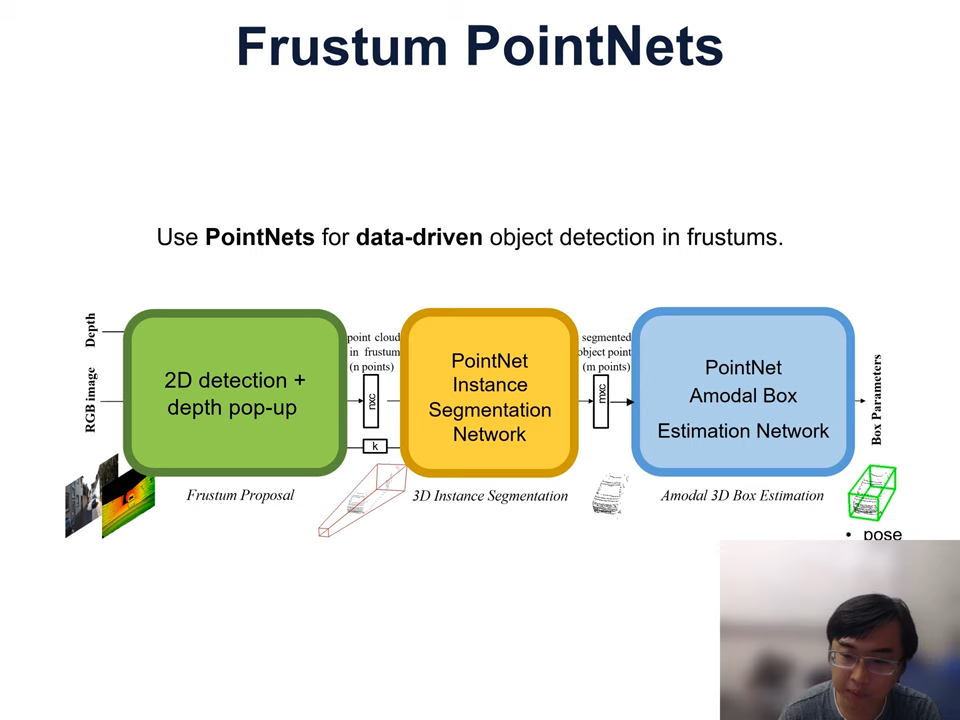 Frustum PointNets
Use PointNets for data-driven object detection in frustums.
Depth
RGB image
2D detection +
depth pop-up
Frustum Proposal
point cloud
in frustum
(n points)
nxc
k
PointNet
Instance
Segmentation
Network
3D Instance Segmentation
segmented
object point
(m points)
mxc
PointNet
Amodal Box
Estimation Network
Amodal 3D Box Estimation
Box Parameters
• pose